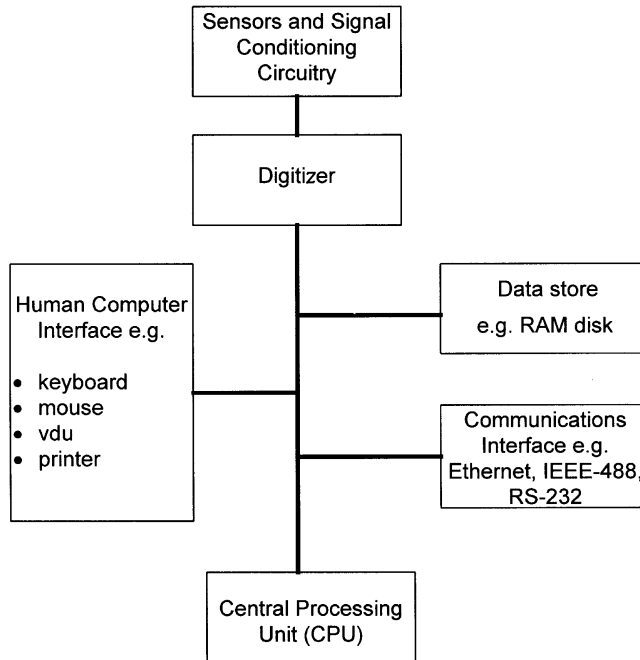 Sensors and Signal
Conditioning
Circuitry
Digitizer
Human Computer
Interface e.g.
• keyboard
• mouse
• vdu
• printer
Data store
e.g. RAM disk
Communications
Interface e.g.
Ethernet, IEEE-488,
RS-232
Central Processing
Unit (CPU)